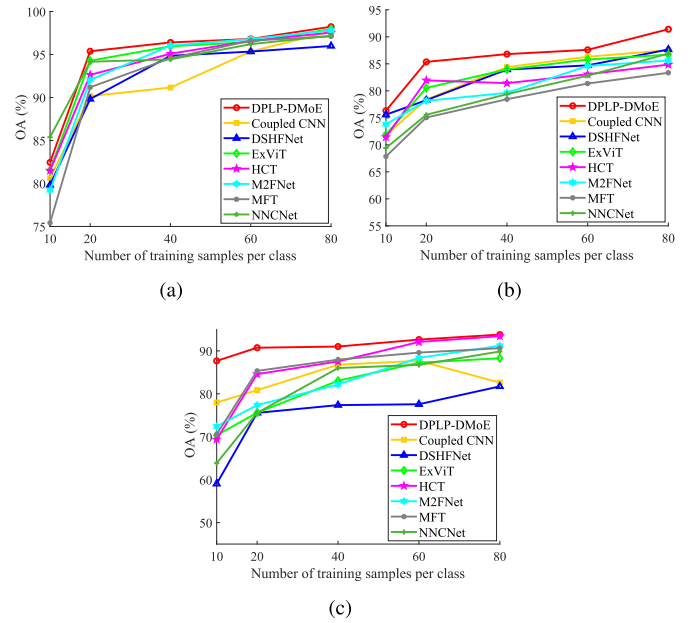 100
95
90
85
80
75
OA (%)
DPLP-DMoE
Coupled CNN
DSHFNet
ExViT
HCT
M2FNet
MFT
NNCNet
10 20 40 60 80
Number of training samples per class
(a)
95
90
85
80
75
70
65
60
55
OA (%)
DPLP-DMoE
Coupled CNN
DSHFNet
ExViT
HCT
M2FNet
MFT
NNCNet
10 20 40 60 80
Number of training samples per class
(b)
90
80
70
60
50
OA (%)
DPLP-DMoE
Coupled CNN
DSHFNet
ExViT
HCT
M2FNet
MFT
NNCNet
10 20 40 60 80
Number of training samples per class
(c)